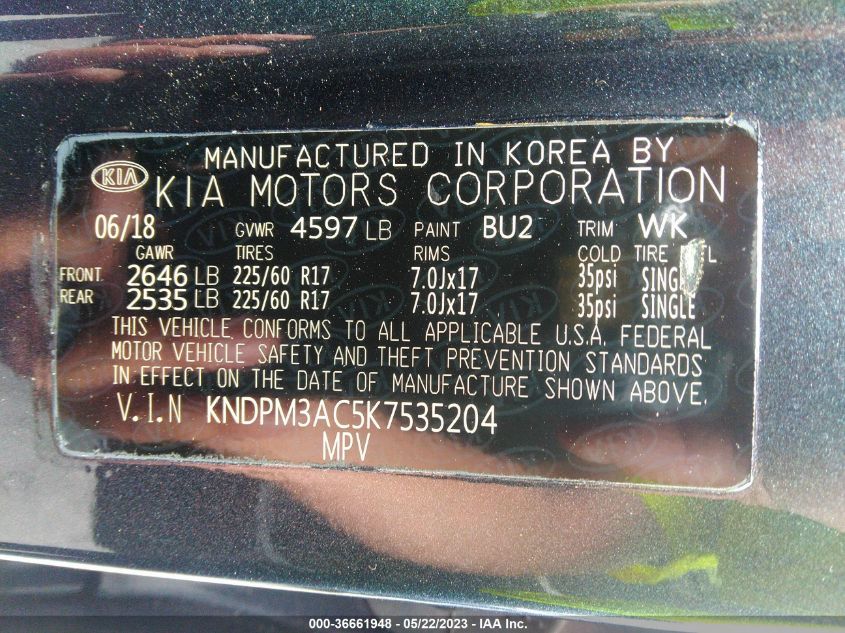 MANUFACTURED IN KOREA BY
KIA KIA MOTORS CORPORATION
06/18 GVWR 4597 LB PAINT BU2 TRIM WK
GAWR TIRES RIMS COLD TIRE
FRONT. 2646 LB 225/60 R17 7.0Jx17 35psi SINGLE
REAR 2535 LB 225/60 R17 7.0Jx17 35psi SINGLE
THIS VEHICLE CONFORMS TO ALL APPLICABLE U.S.A. FEDERAL
MOTOR VEHICLE SAFETY AND THEFT PREVENTION STANDARDS
IN EFFECT ON THE DATE OF MANUFACTURE SHOWN ABOVE.
V.I.N KNDPM3AC5K7535204
MPV
000-36661948 - 05/22/2023 - IAA Inc.